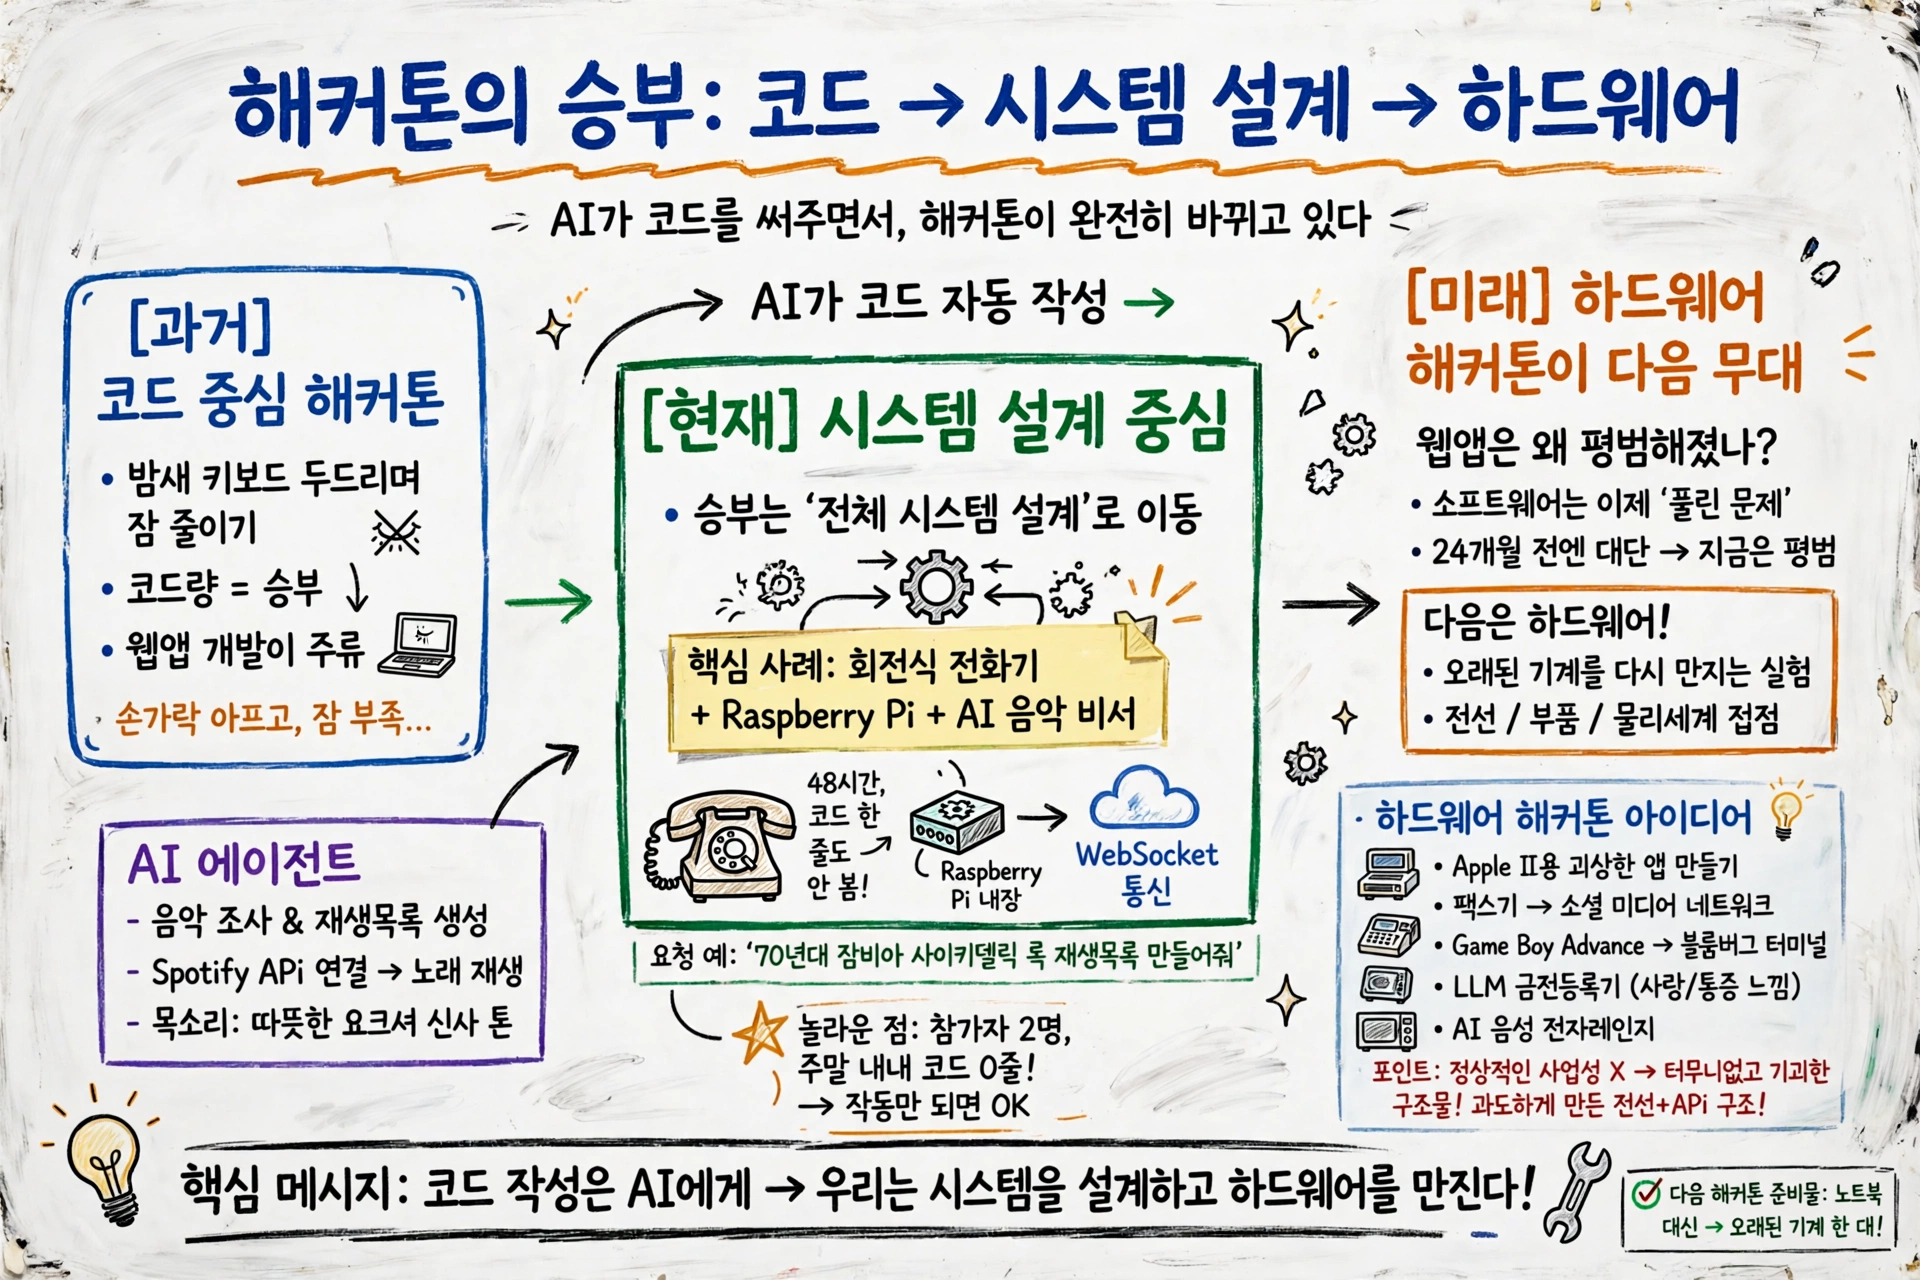 해커톤의 승부: 코드 → 시스템 설계 → 하드웨어
AI가 코드를 써주면서, 해커톤이 완전히 바뀌고 있다
[과거]
코드 중심 해커톤
• 밤새 키보드 두드리며
잠 줄이기
• 코드량 = 승부
• 웹앱 개발이 주류
손가락 아프고, 잠 부족...
AI 에이전트
- 음악 조사 & 재생목록 생성
- Spotify APi 연결 → 노래 재생
- 목소리: 따뜻한 요크셔 신사 톤
AI가 코드 자동 작성 →
[현재] 시스템 설계 중심
• 승부는 ‘전체 시스템 설계’로 이동
핵심 사례: 회전식 전화기
+ Raspberry Pi + AI 음악 비서
48시간,
코드 한
줄도
안 봄!
Raspberry
Pi 내장
WebSocket
통신
요청 예: ‘70년대 잠비아 사이키델릭 록 재생목록 만들어줘’
놀라운 점: 참가자 2명,
주말 내내 코드 0줄!
→ 작동만 되면 OK
[미래] 하드웨어
해커톤이 다음 무대
웹앱은 왜 평범해졌나?
• 소프트웨어는 이제 ‘풀린 문제’
• 24개월 전엔 대단 → 지금은 평범
다음은 하드웨어!
• 오래된 기계를 다시 만지는 실험
• 전선 / 부품 / 물리세계 접점
· 하드웨어 해커톤 아이디어
• Apple II용 괴상한 앱 만들기
• 팩스기 → 소셜 미디어 네트워크
• Game Boy Advance → 블룸버그 터미널
• LLM 금전등록기 (사랑/통증 느낌)
• AI 음성 전자레인지
포인트: 정상적인 사업성 X → 터무니없고 기괴한
구조물! 과도하게 만든 전선+APi 구조!
핵심 메시지: 코드 작성은 AI에게 → 우리는 시스템을 설계하고 하드웨어를 만진다!
다음 해커톤 준비물: 노트북
대신 → 오래된 기계 한 대!